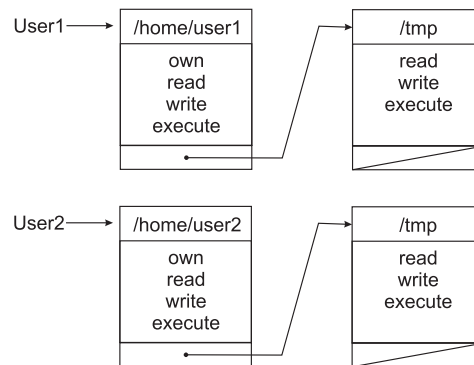 User1
/home/user1
own
read
write
execute
/tmp
read
write
execute
User2
/home/user2
own
read
write
execute
/tmp
read
write
execute